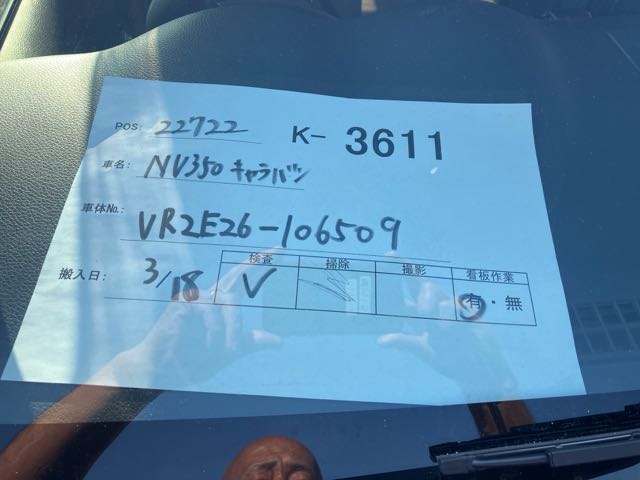 POS: 22722 K- 3611
車名: NV350 キャラバン
車体No.: VR2E26-106509
搬入日: 3/18
検査 掃除 撮影 看板作業
V 有・無